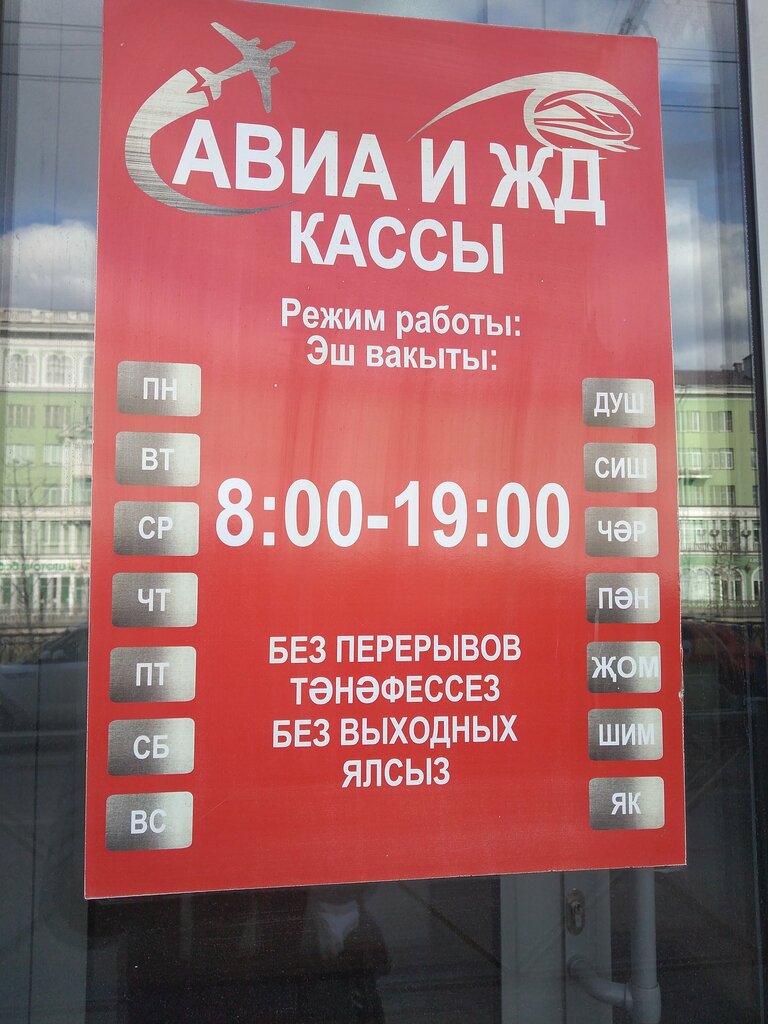 АВИА И ЖД
КАССЫ
Режим работы:
Эш вакыты:
ПН
ВТ
СР
ЧТ
ПТ
СБ
ВС
8:00-19:00
ДУШ
СИШ
ЧӘР
ПӘН
ҖОМ
ШИМ
ЯК
БЕЗ ПЕРЕРЫВОВ
ТӘНӘФЕССЕЗ
БЕЗ ВЫХОДНЫХ
ЯЛСЫЗ